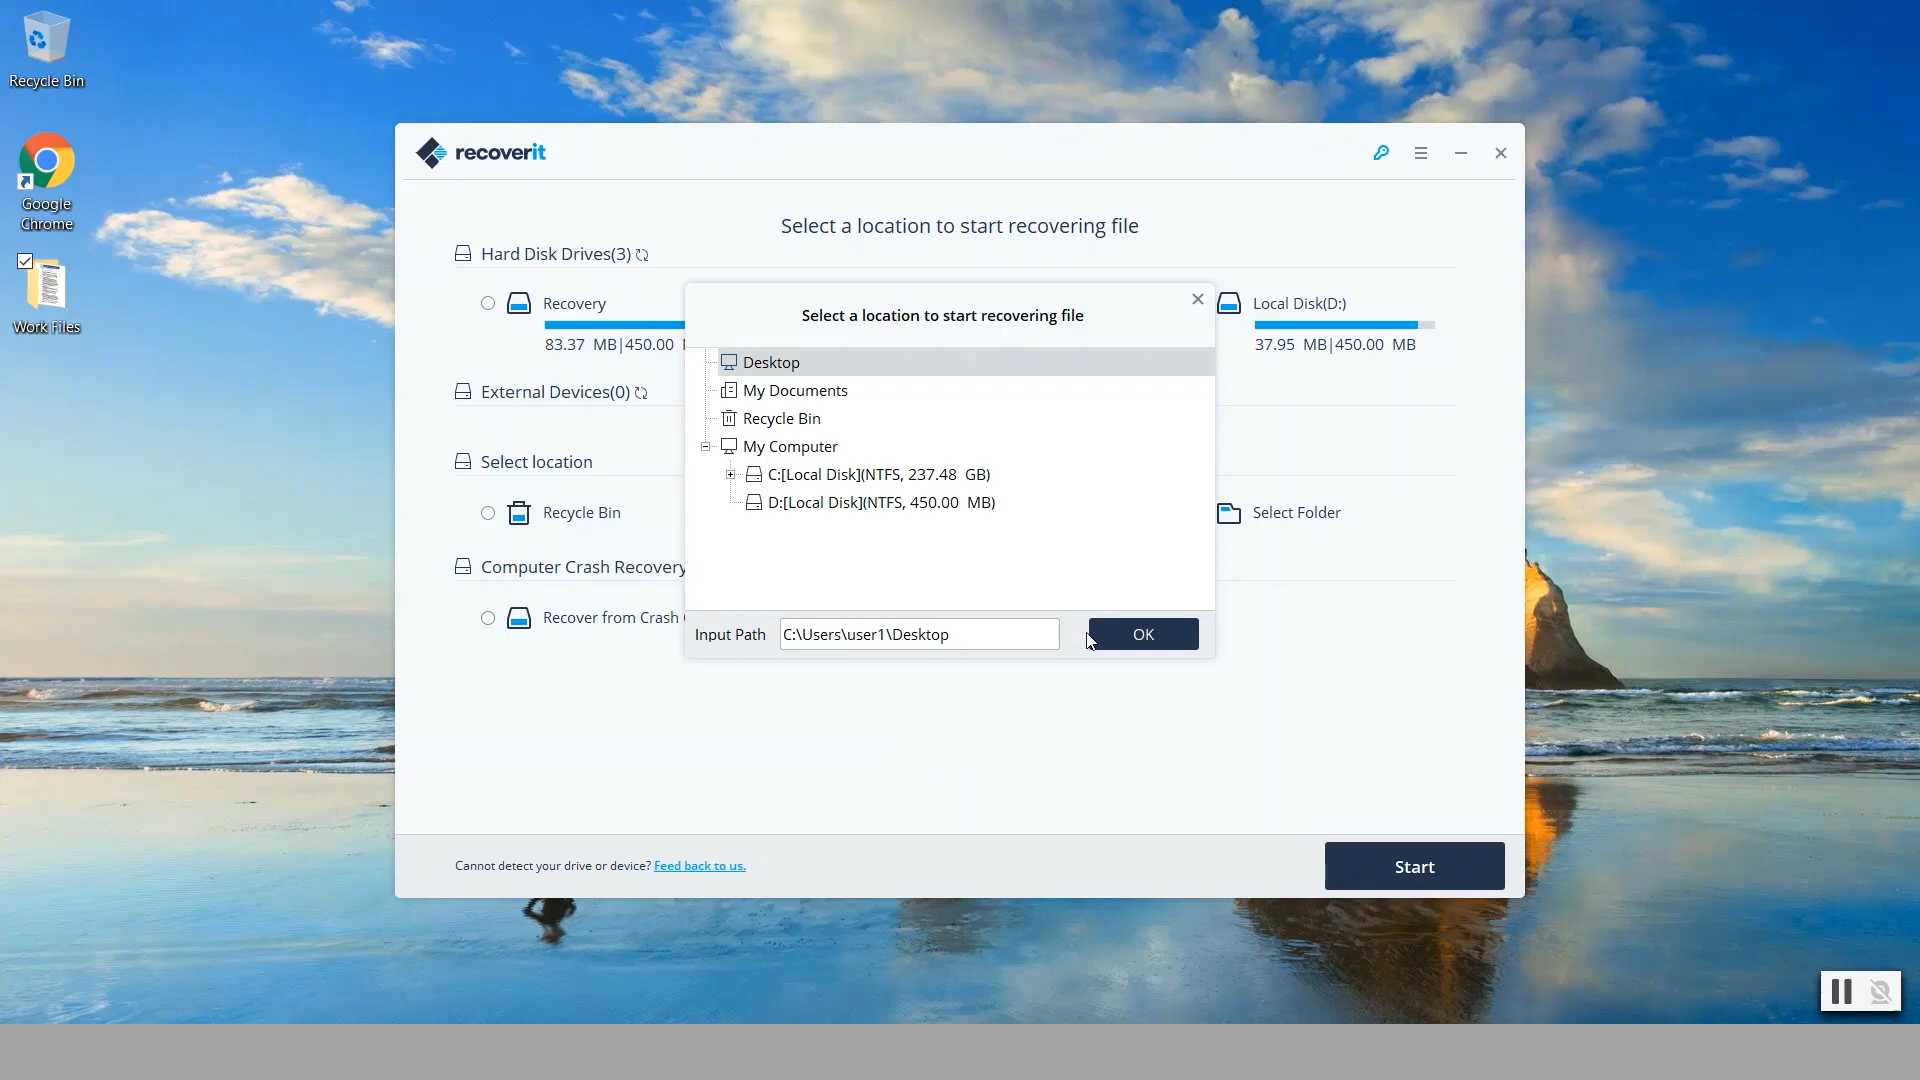 Recycle Bin
Google
Chrome
Work Files
recoverit
Select a location to start recovering file
Hard Disk Drives(3)
Recovery
83.37 MB|450.00
Local Disk(D:)
37.95 MB|450.00 MB
External Devices(0)
Select location
Recycle Bin
Select Folder
Computer Crash Recovery
Recover from Crash
Select a location to start recovering file
Desktop
My Documents
Recycle Bin
My Computer
C:[Local Disk](NTFS, 237.48 GB)
D:[Local Disk](NTFS, 450.00 MB)
Input Path
C:\Users\user1\Desktop
OK
Cannot detect your drive or device? Feed back to us.
Start